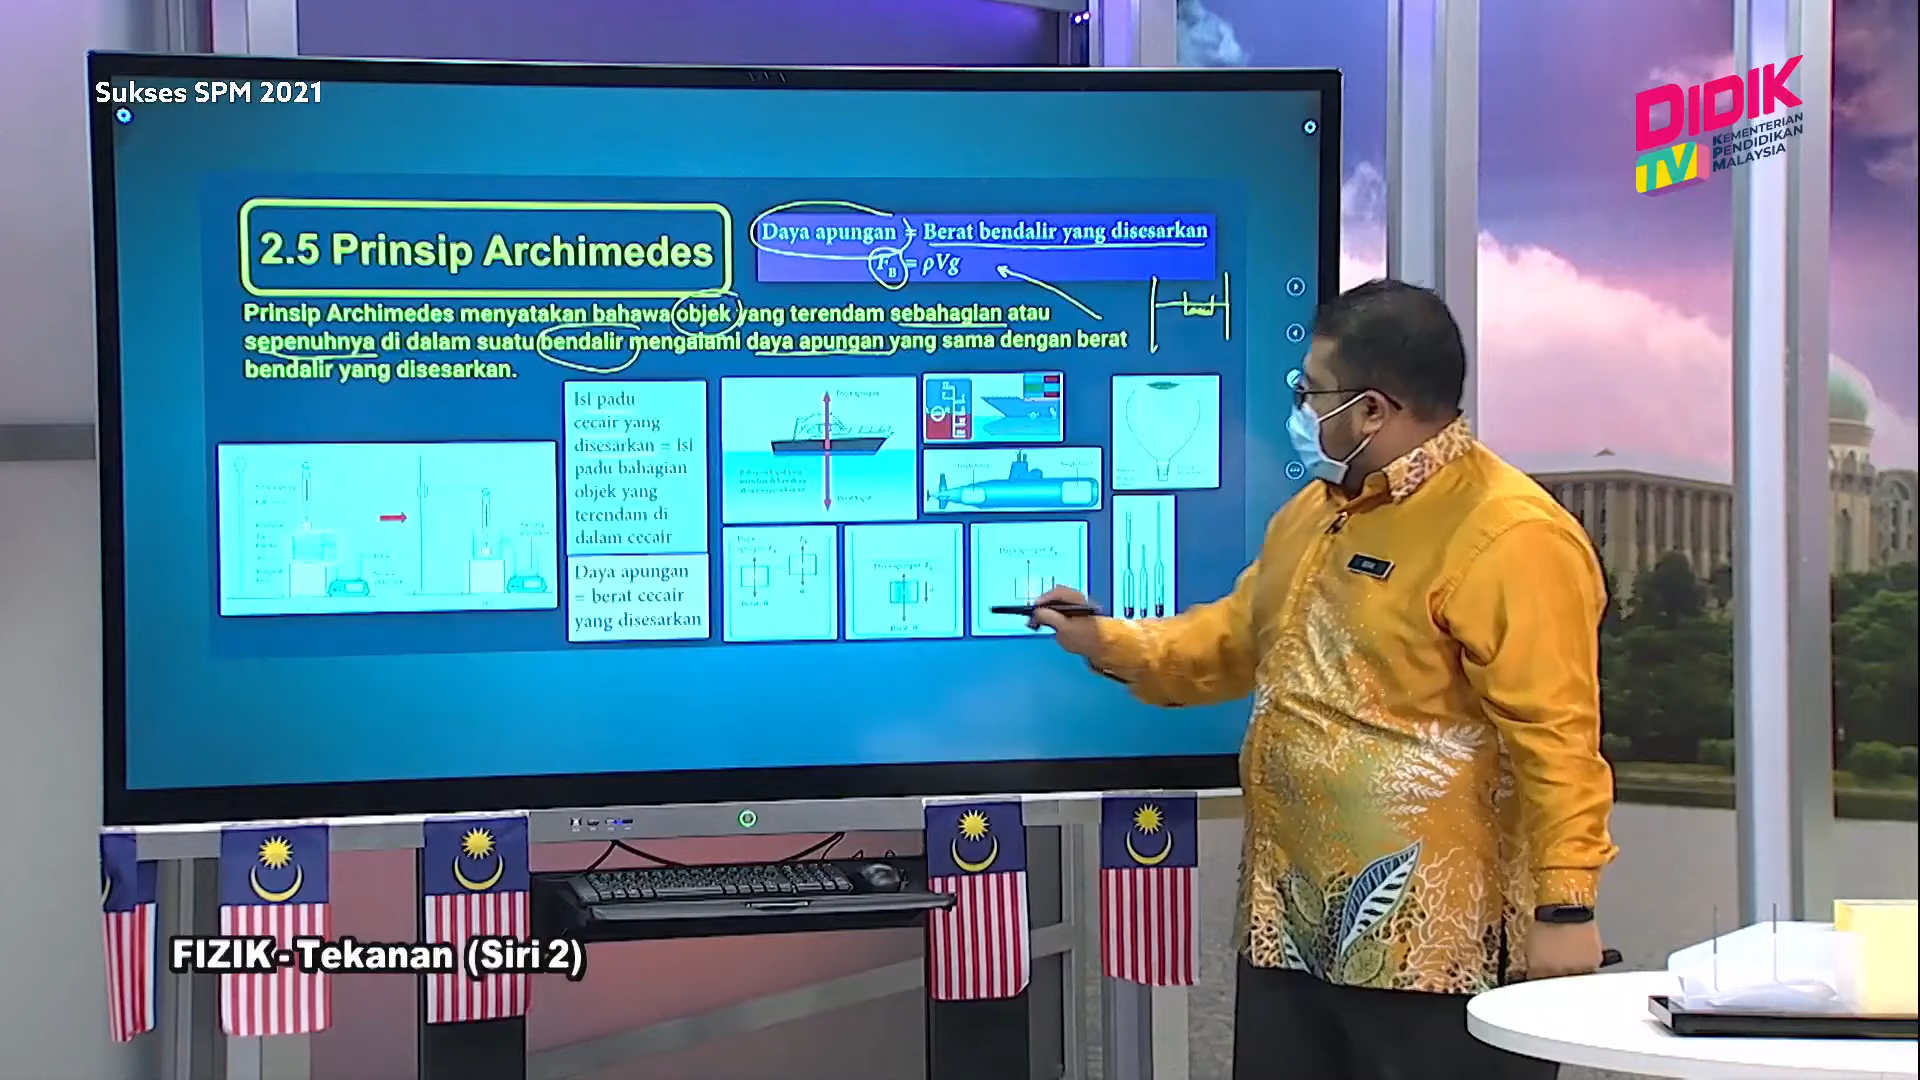 Sukses SPM 2021
DIDIK
TV
KEMENTERIAN
PENDIDIKAN
MALAYSIA
2.5 Prinsip Archimedes
Daya apungan = Berat bendalir yang disesarkan
F_B = ρVg
Prinsip Archimedes menyatakan bahawa objek yang terendam sebahagian atau
sepenuhnya di dalam suatu bendalir mengalami daya apungan yang sama dengan berat
bendalir yang disesarkan.
Isi padu
cecair yang
disesarkan = isi
padu bahagian
objek yang
terendam di
dalam cecair
Daya apungan
= berat cecair
yang disesarkan
FIZIK - Tekanan (Siri 2)